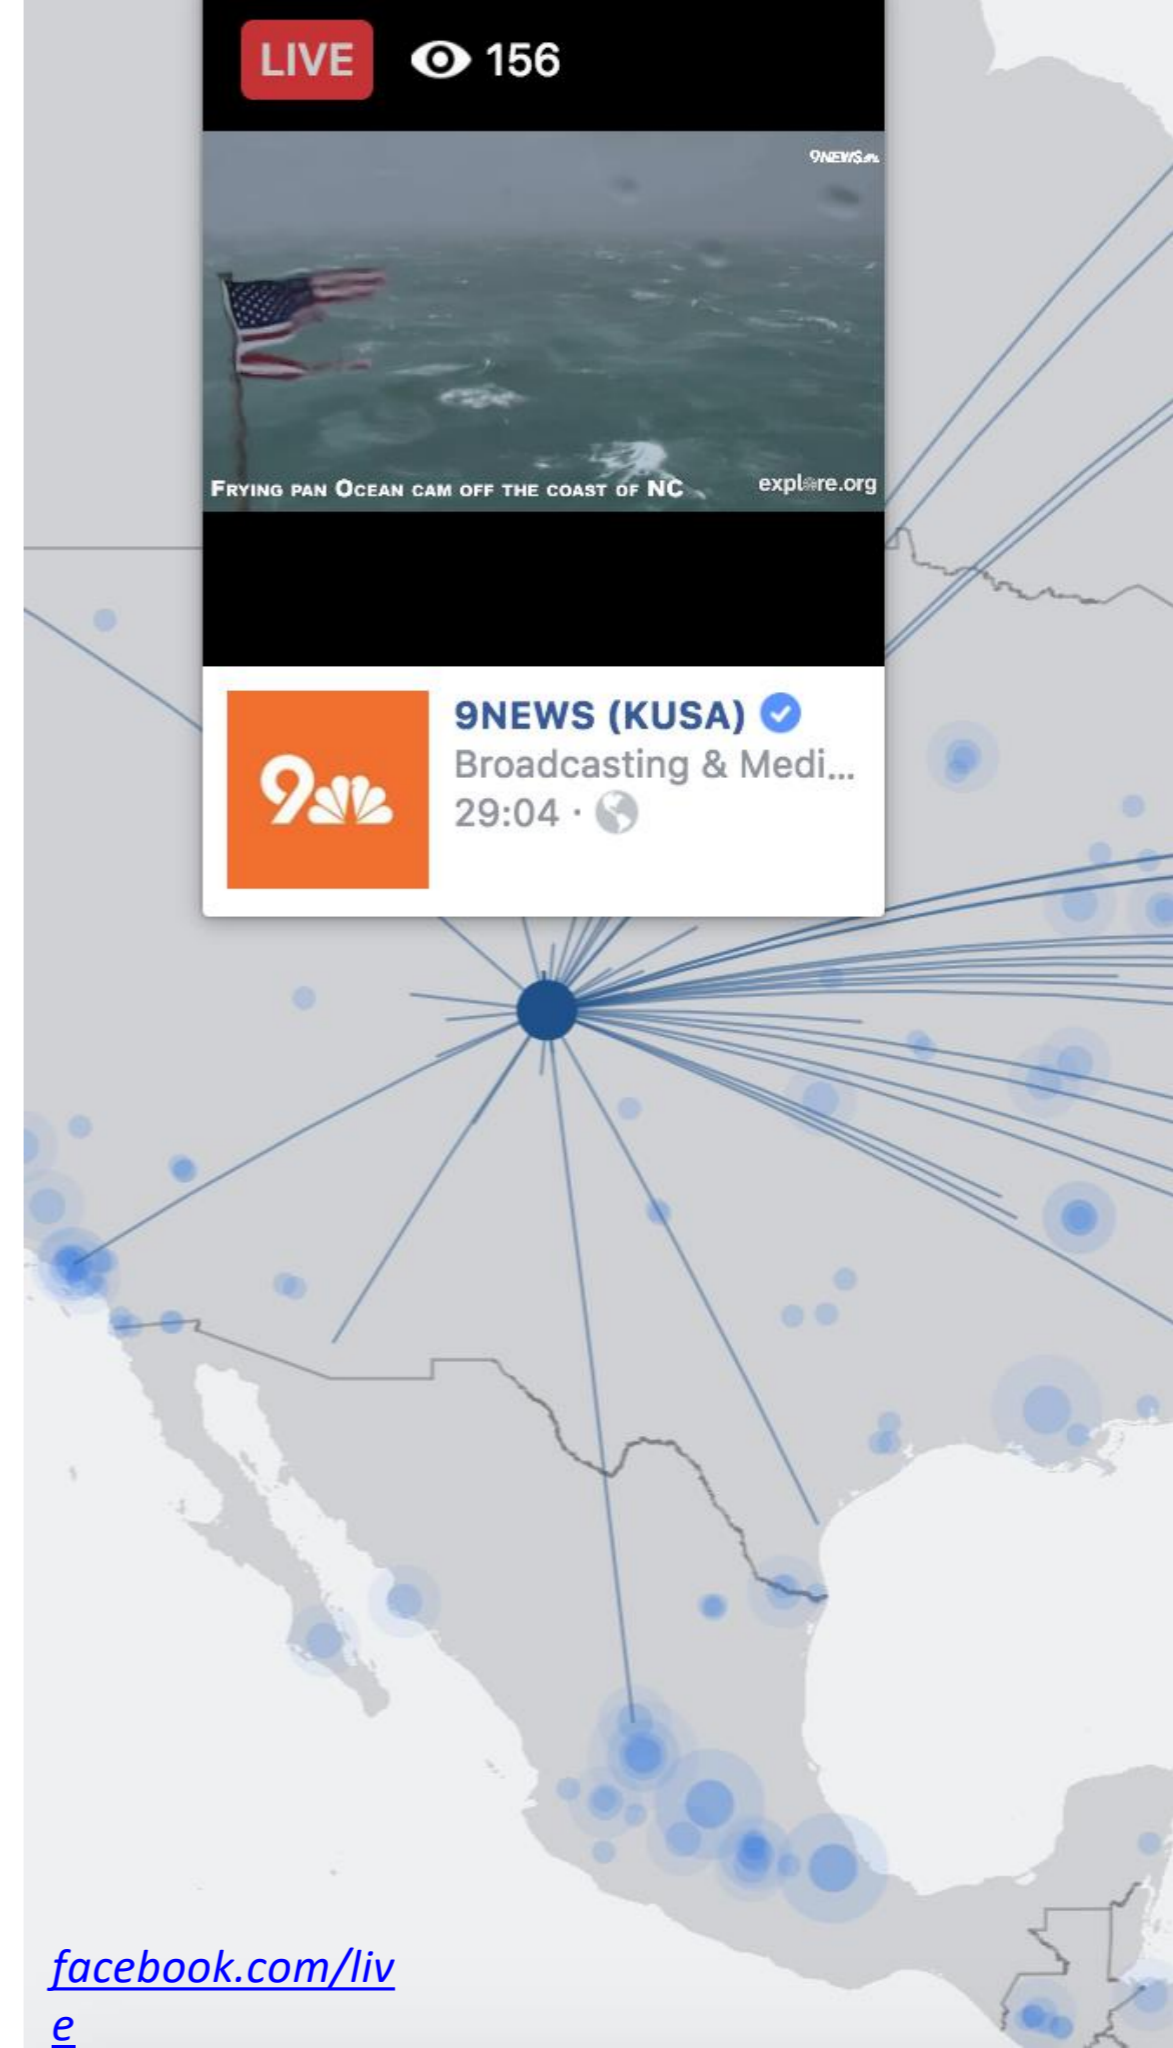 LIVE 156
9NEWS
FRYING PAN OCEAN CAM OFF THE COAST OF NC
explore.org
9NEWS (KUSA)
Broadcasting & Medi...
29:04 ·
9
facebook.com/liv
e